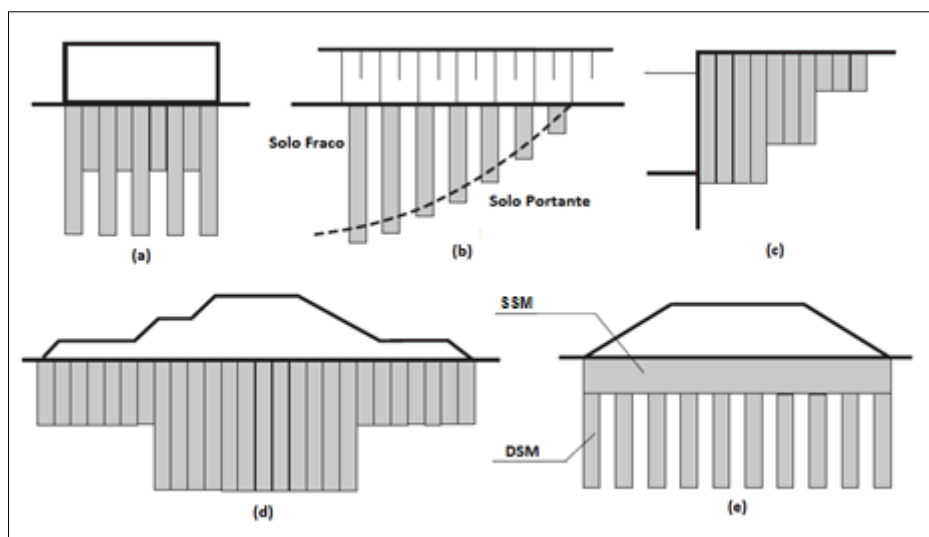 Solo Fraco
Solo Portante
(a)
(b)
(c)
SSM
DSM
(d)
(e)